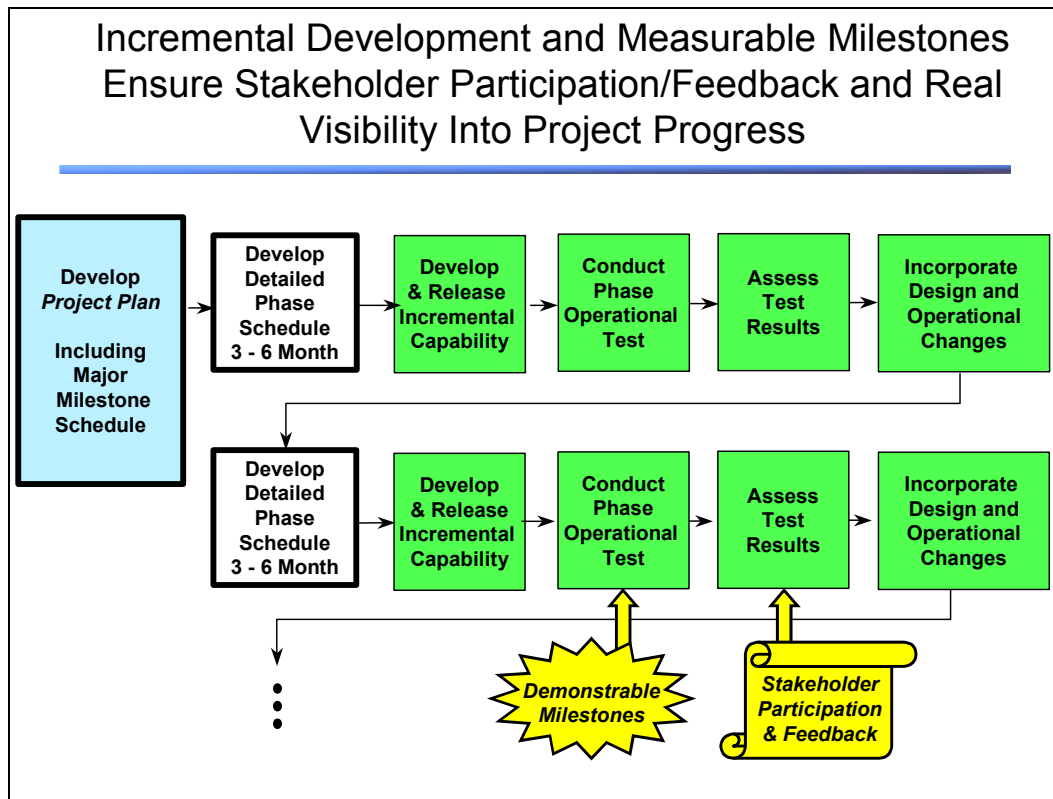 Incremental Development and Measurable Milestones
Ensure Stakeholder Participation/Feedback and Real
Visibility Into Project Progress
Develop
Project Plan
Including
Major
Milestone
Schedule
Develop
Detailed
Phase
Schedule
3 - 6 Month
Develop
& Release
Incremental
Capability
Conduct
Phase
Operational
Test
Assess
Test
Results
Incorporate
Design and
Operational
Changes
Develop
Detailed
Phase
Schedule
3 - 6 Month
Develop
& Release
Incremental
Capability
Conduct
Phase
Operational
Test
Assess
Test
Results
Incorporate
Design and
Operational
Changes
Demonstrable
Milestones
Stakeholder
Participation
& Feedback